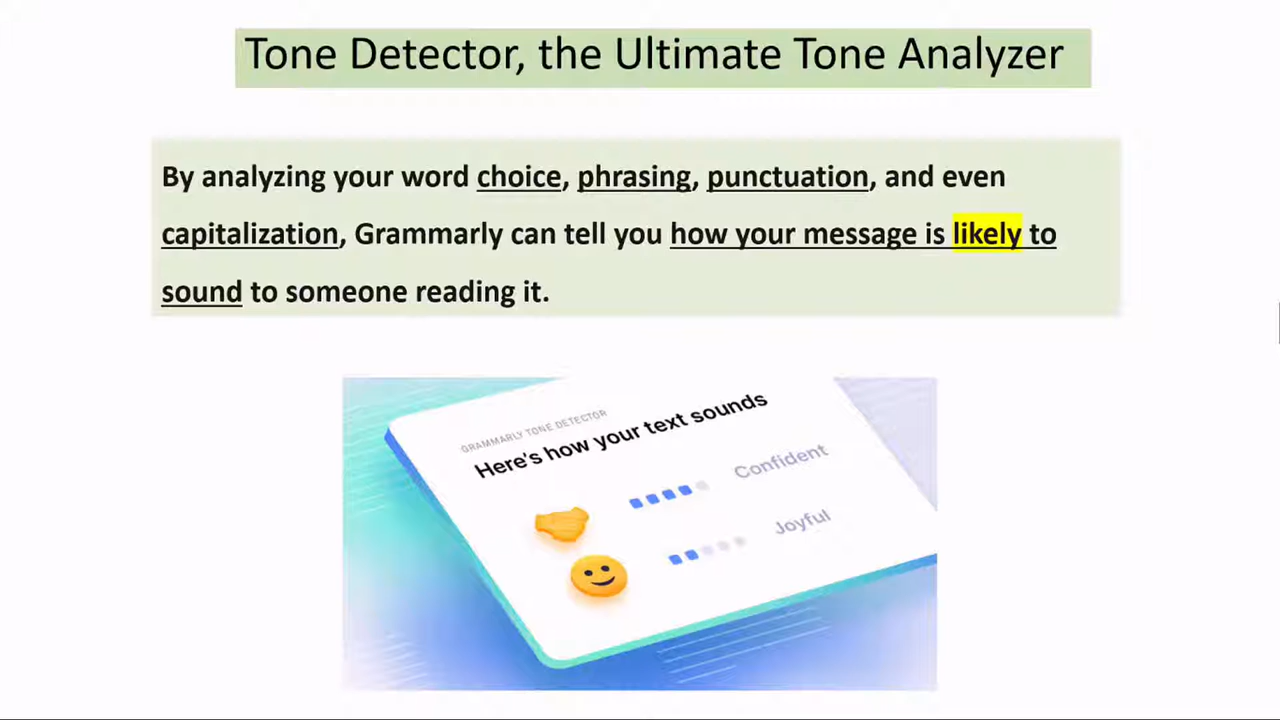 Tone Detector, the Ultimate Tone Analyzer
By analyzing your word choice, phrasing, punctuation, and even
capitalization, Grammarly can tell you how your message is likely to
sound to someone reading it.
GRAMMARLY TONE DETECTOR
Here's how your text sounds
Confident
Joyful